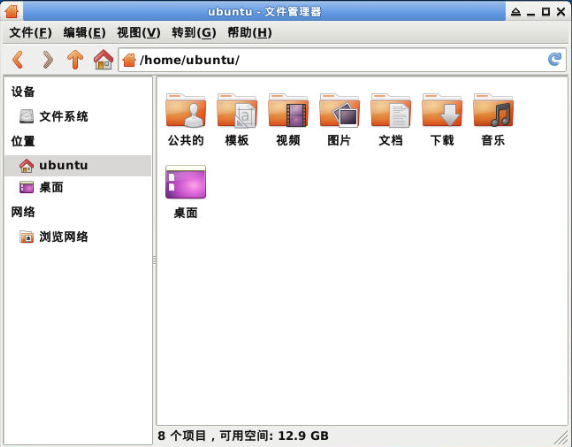 ubuntu - 文件管理器
文件(F) 编辑(E) 视图(V) 转到(G) 帮助(H)
/home/ubuntu/
设备
文件系统
位置
ubuntu
桌面
网络
浏览网络
公共的 模板 视频 图片 文档 下载 音乐
桌面
8 个项目，可用空间: 12.9 GB